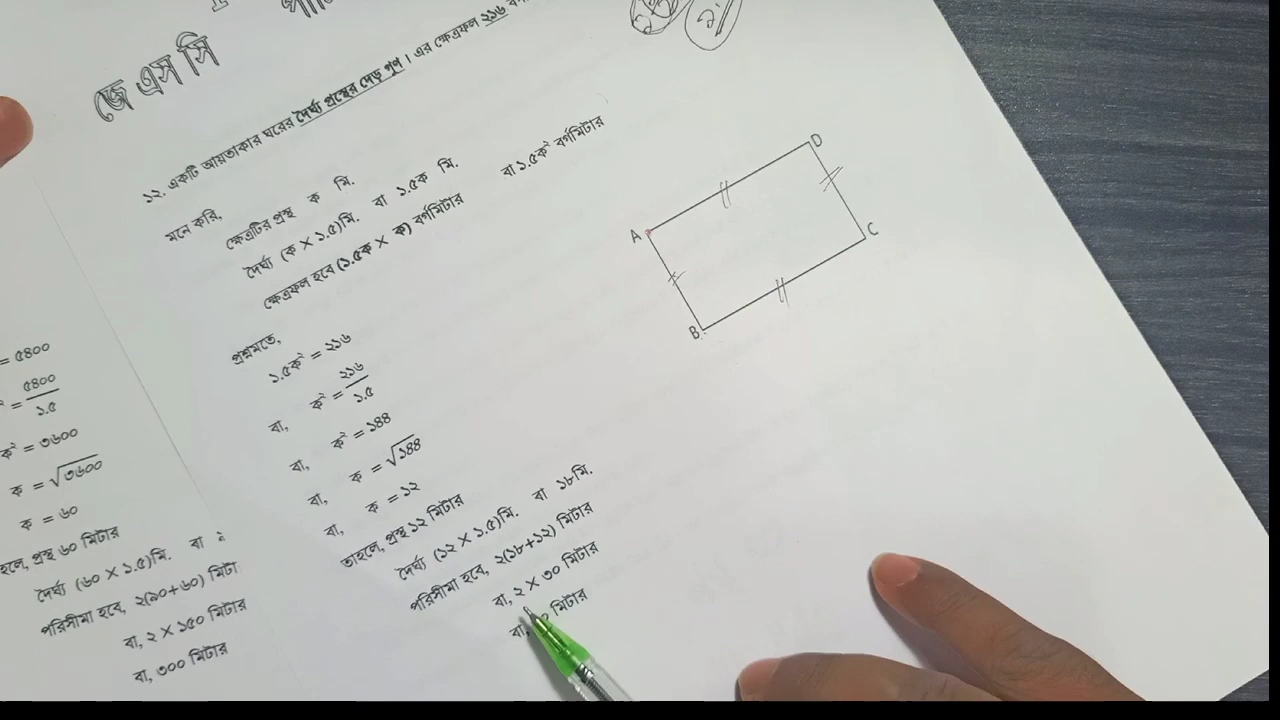 জে এস সি
১২. একটি আয়তাকার ঘরের দৈর্ঘ্য প্রস্থের দেড় গুণ। এর ক্ষেত্রফল ২১৬
মনে করি,
ক্ষেত্রটির প্রস্থ ক মি.
দৈর্ঘ্য (ক X ১.৫)মি. বা ১.৫ক মি.
ক্ষেত্রফল হবে (১.৫ক X ক) বর্গমিটার বা ১.৫ক² বর্গমিটার
প্রশ্নমতে,
১.৫ক² = ২১৬
বা, ক² = ২১৬/১.৫
বা, ক² = ১৪৪
বা, ক = √১৪৪
বা, ক = ১২
তাহলে, প্রস্থ ১২ মিটার
দৈর্ঘ্য (১২ X ১.৫)মি. বা ১৮মি.
পরিসীমা হবে, ২(১৮+১২) মিটার
বা, ২ X ৩০ মিটার
বা, মিটার
A
B
C
D
= ৫৪০০
= ৫৪০০/১.৫
ক² = ৩৬০০
ক = √৩৬০০
ক = ৬০
প্রস্থ ৬০ মিটার
দৈর্ঘ্য (৬০ X ১.৫)মি. বা
পরিসীমা হবে, ২(৯০+৬০)
বা, ২ X ১৫০ মিটার
বা, ৩০০ মিটার